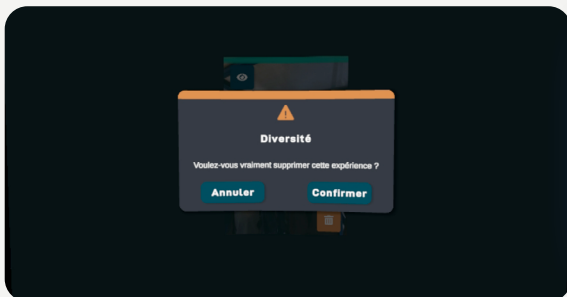 Diversité
Voulez-vous vraiment supprimer cette expérience ?
Annuler
Confirmer